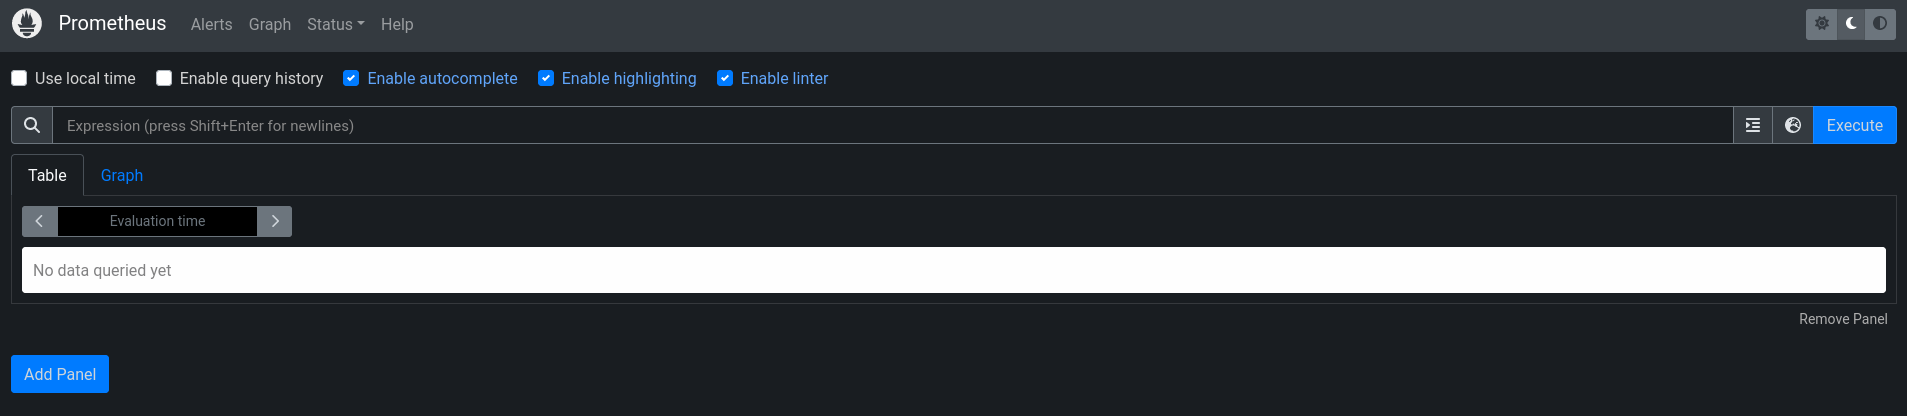 Prometheus Alerts Graph Status Help
Use local time Enable query history Enable autocomplete Enable highlighting Enable linter
Expression (press Shift+Enter for newlines) Execute
Table Graph
Evaluation time
No data queried yet
Remove Panel
Add Panel